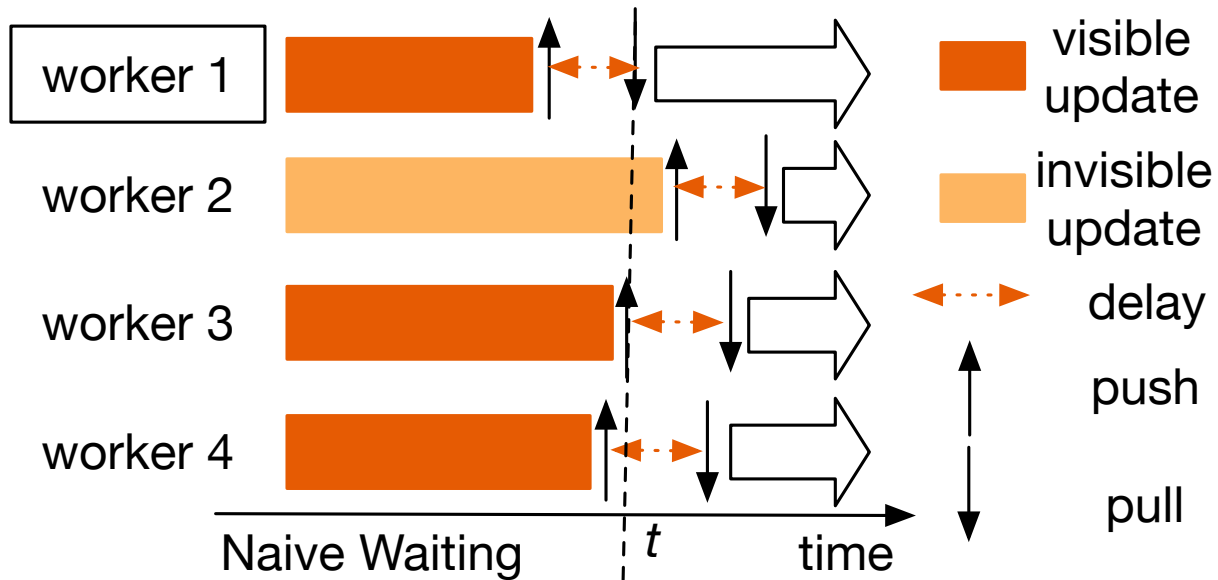 worker 1
worker 2
worker 3
worker 4
Naive Waiting
t
time
visible
update
invisible
update
delay
push
pull